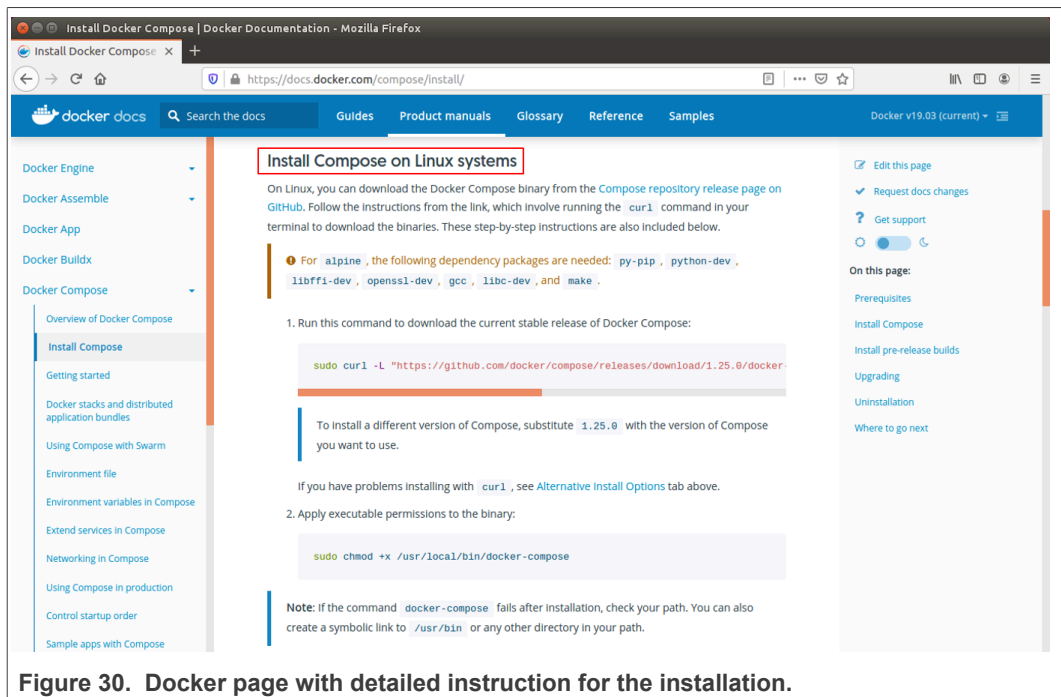 Install Docker Compose | Docker Documentation - Mozilla Firefox
Install Docker Compose × +
https://docs.docker.com/compose/install/
docker docs Search the docs Guides Product manuals Glossary Reference Samples Docker v19.03 (current)
Docker Engine
Docker Assemble
Docker App
Docker Buildx
Docker Compose
Overview of Docker Compose
Install Compose
Getting started
Docker stacks and distributed
application bundles
Using Compose with Swarm
Environment file
Environment variables in Compose
Extend services in Compose
Networking in Compose
Using Compose in production
Control startup order
Sample apps with Compose
Install Compose on Linux systems
On Linux, you can download the Docker Compose binary from the Compose repository release page on
GitHub. Follow the instructions from the link, which involve running the curl command in your
terminal to download the binaries. These step-by-step instructions are also included below.
For alpine , the following dependency packages are needed: py-pip , python-dev ,
libffi-dev , openssl-dev , gcc , libc-dev , and make .
1. Run this command to download the current stable release of Docker Compose:
sudo curl -L "https://github.com/docker/compose/releases/download/1.25.0/docker-
To install a different version of Compose, substitute 1.25.0 with the version of Compose
you want to use.
If you have problems installing with curl , see Alternative Install Options tab above.
2. Apply executable permissions to the binary:
sudo chmod +x /usr/local/bin/docker-compose
Note: If the command docker-compose fails after installation, check your path. You can also
create a symbolic link to /usr/bin or any other directory in your path.
Edit this page
Request docs changes
? Get support
On this page:
Prerequisites
Install Compose
Install pre-release builds
Upgrading
Uninstallation
Where to go next
Figure 30. Docker page with detailed instruction for the installation.